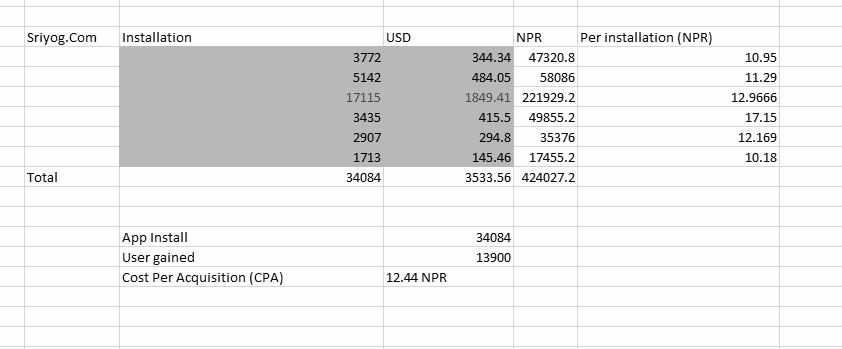 Sriyog.Com Installation USD NPR Per installation (NPR)
3772 344.34 47320.8 10.95
5142 484.05 58086 11.29
17115 1849.41 221929.2 12.9666
3435 415.5 49855.2 17.15
2907 294.8 35376 12.169
1713 145.46 17455.2 10.18
Total 34084 3533.56 424027.2
App Install 34084
User gained 13900
Cost Per Acquisition (CPA) 12.44 NPR